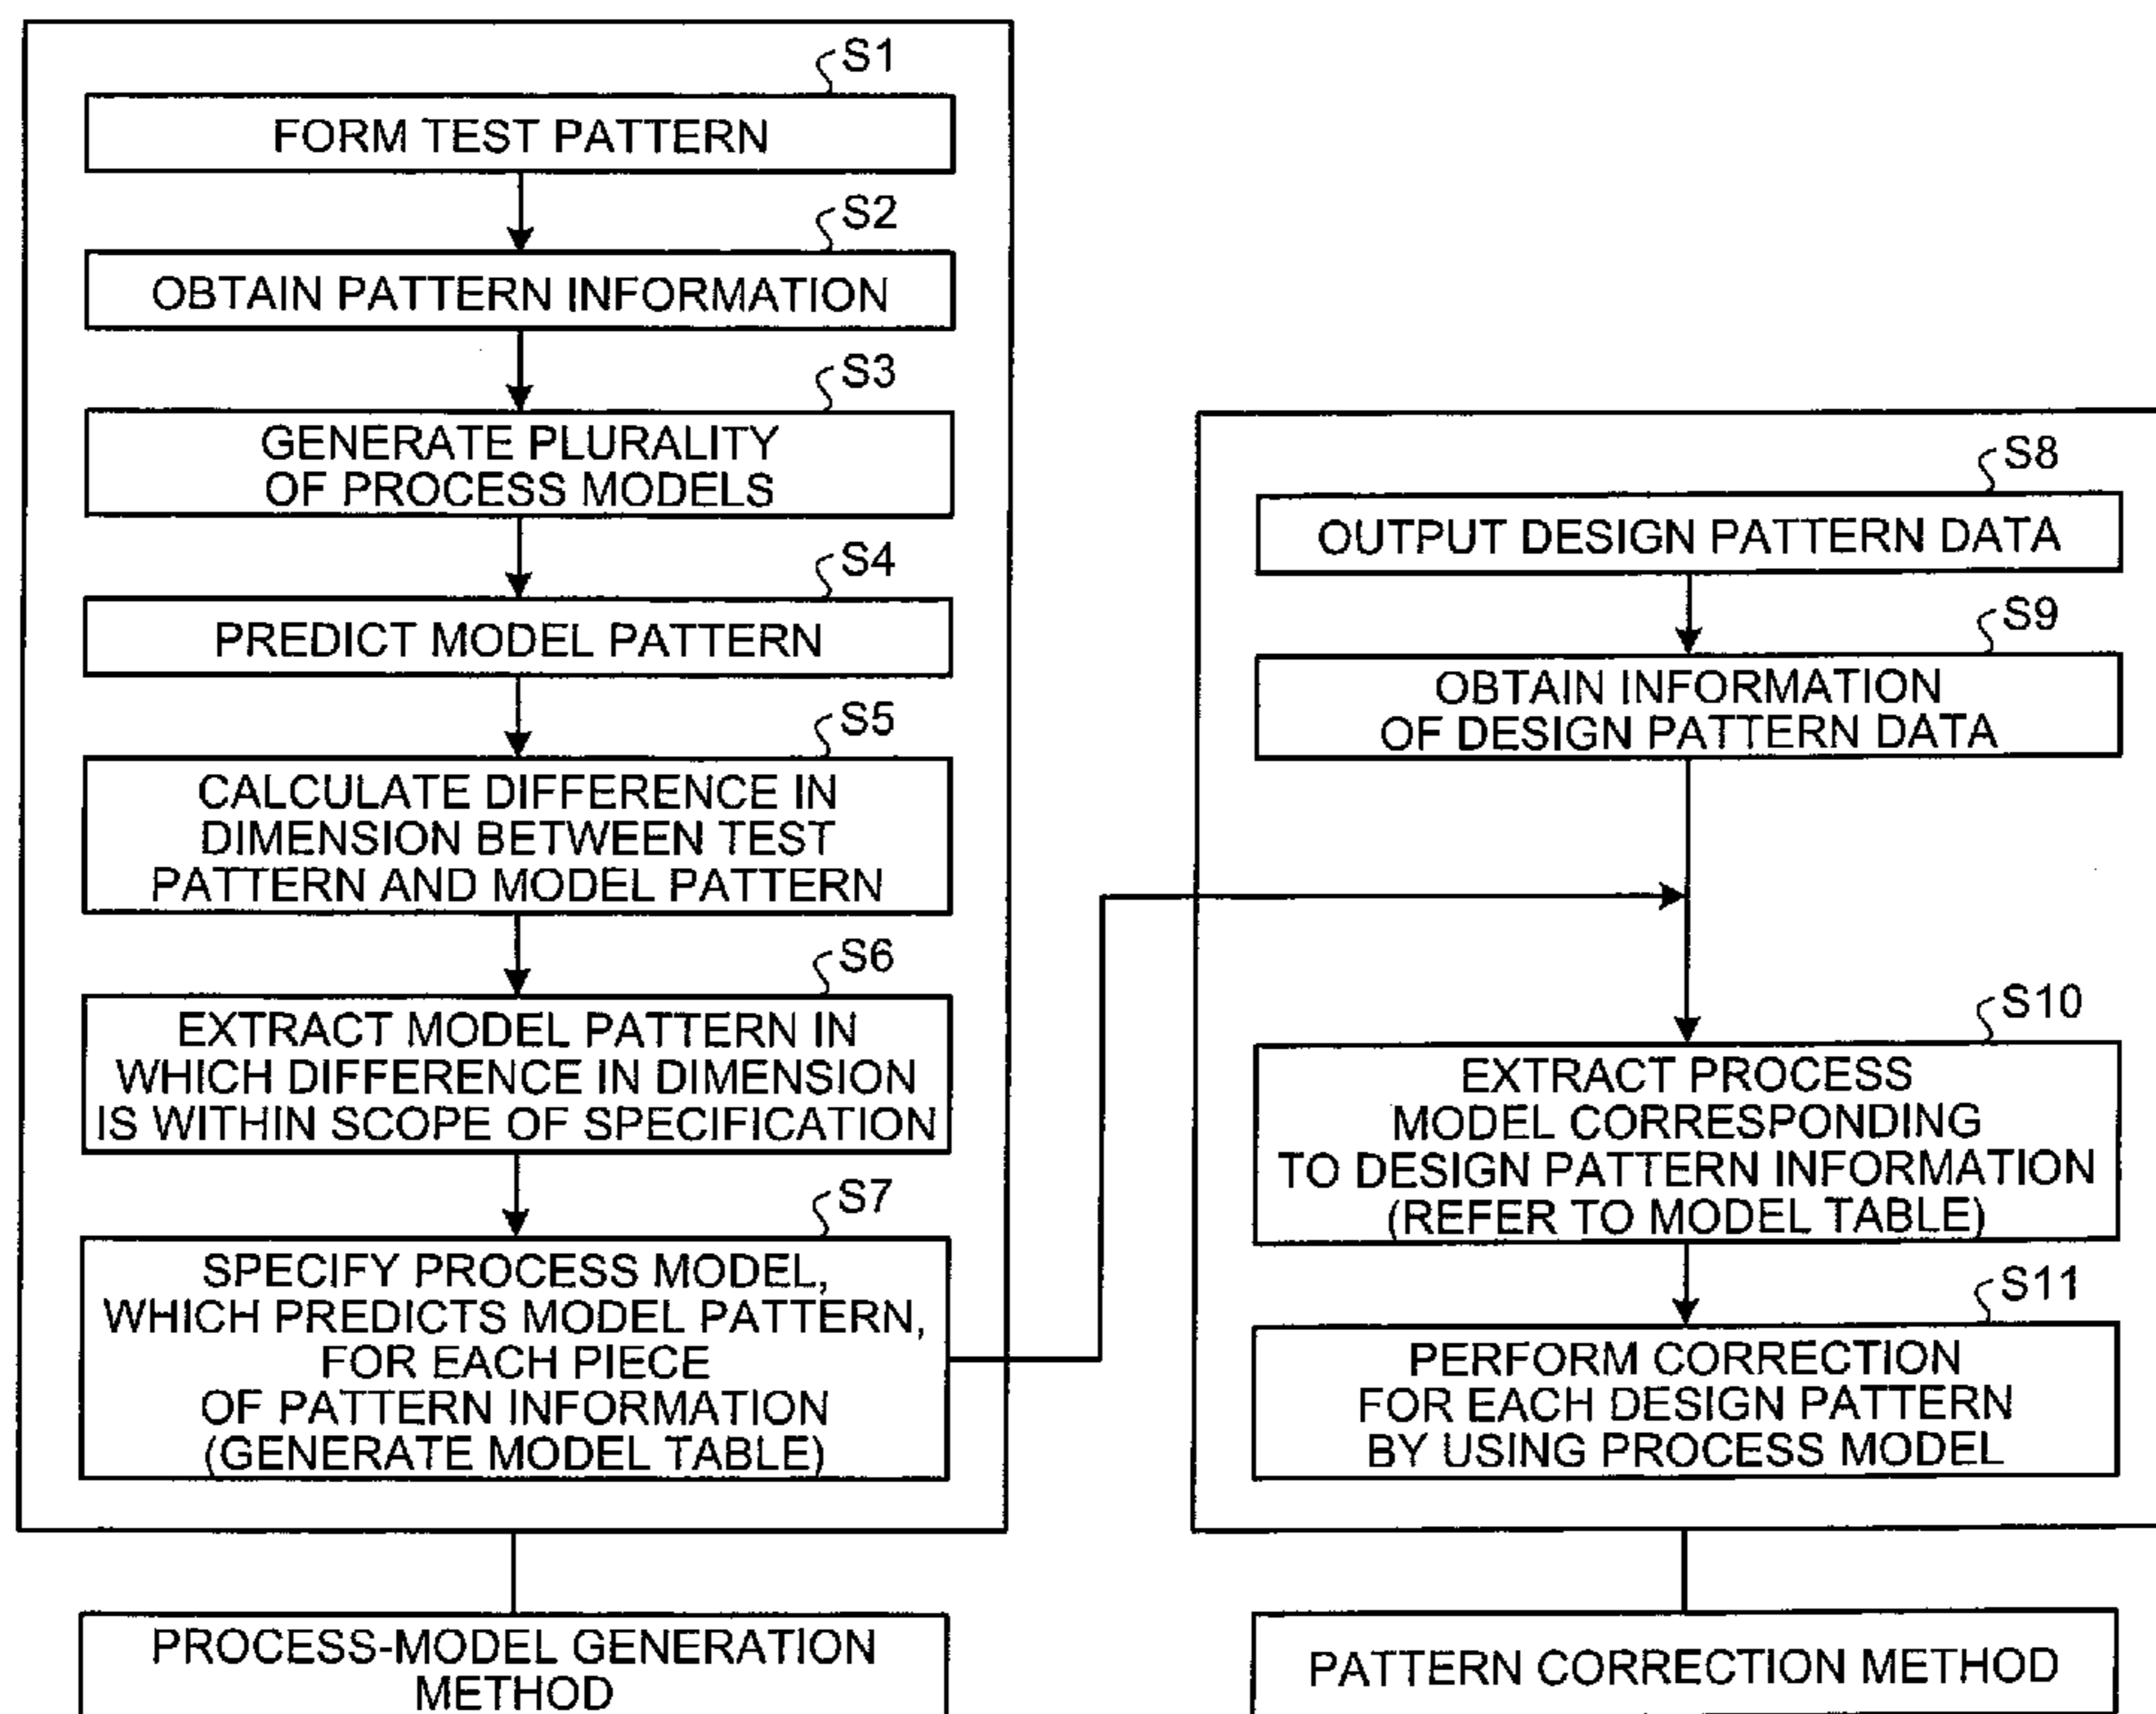 S1
FORM TEST PATTERN
S2
OBTAIN PATTERN INFORMATION
S3
GENERATE PLURALITY
OF PROCESS MODELS
S4
PREDICT MODEL PATTERN
S5
CALCULATE DIFFERENCE IN
DIMENSION BETWEEN TEST
PATTERN AND MODEL PATTERN
S6
EXTRACT MODEL PATTERN IN
WHICH DIFFERENCE IN DIMENSION
IS WITHIN SCOPE OF SPECIFICATION
S7
SPECIFY PROCESS MODEL,
WHICH PREDICTS MODEL PATTERN,
FOR EACH PIECE
OF PATTERN INFORMATION
(GENERATE MODEL TABLE)
PROCESS-MODEL GENERATION
METHOD
S8
OUTPUT DESIGN PATTERN DATA
S9
OBTAIN INFORMATION
OF DESIGN PATTERN DATA
S10
EXTRACT PROCESS
MODEL CORRESPONDING
TO DESIGN PATTERN INFORMATION
(REFER TO MODEL TABLE)
S11
PERFORM CORRECTION
FOR EACH DESIGN PATTERN
BY USING PROCESS MODEL
PATTERN CORRECTION METHOD